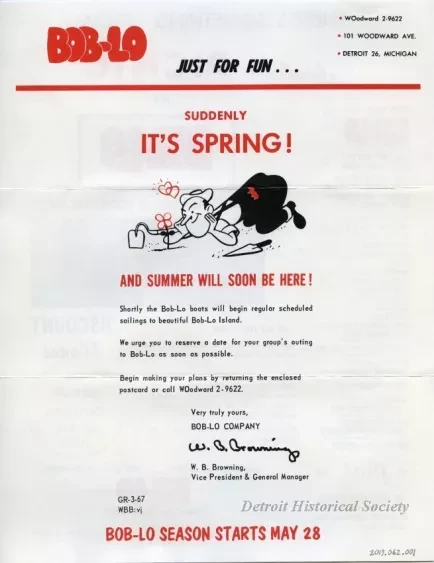 BOB-LO
JUST FOR FUN...
• WOodward 2-9622
• 101 WOODWARD AVE.
• DETROIT 26, MICHIGAN
SUDDENLY
IT'S SPRING!
AND SUMMER WILL SOON BE HERE!
Shortly the Bob-Lo boats will begin regular scheduled
sailings to beautiful Bob-Lo Island.
We urge you to reserve a date for your group's outing
to Bob-Lo as soon as possible.
Begin making your plans by returning the enclosed
postcard or call WOodward 2-9622.
Very truly yours,
BOB-LO COMPANY
W. B. Browning
W. B. Browning,
Vice President & General Manager
GR-3-67
WBB:vj
Detroit Historical Society
BOB-LO SEASON STARTS MAY 28
2017.062.001